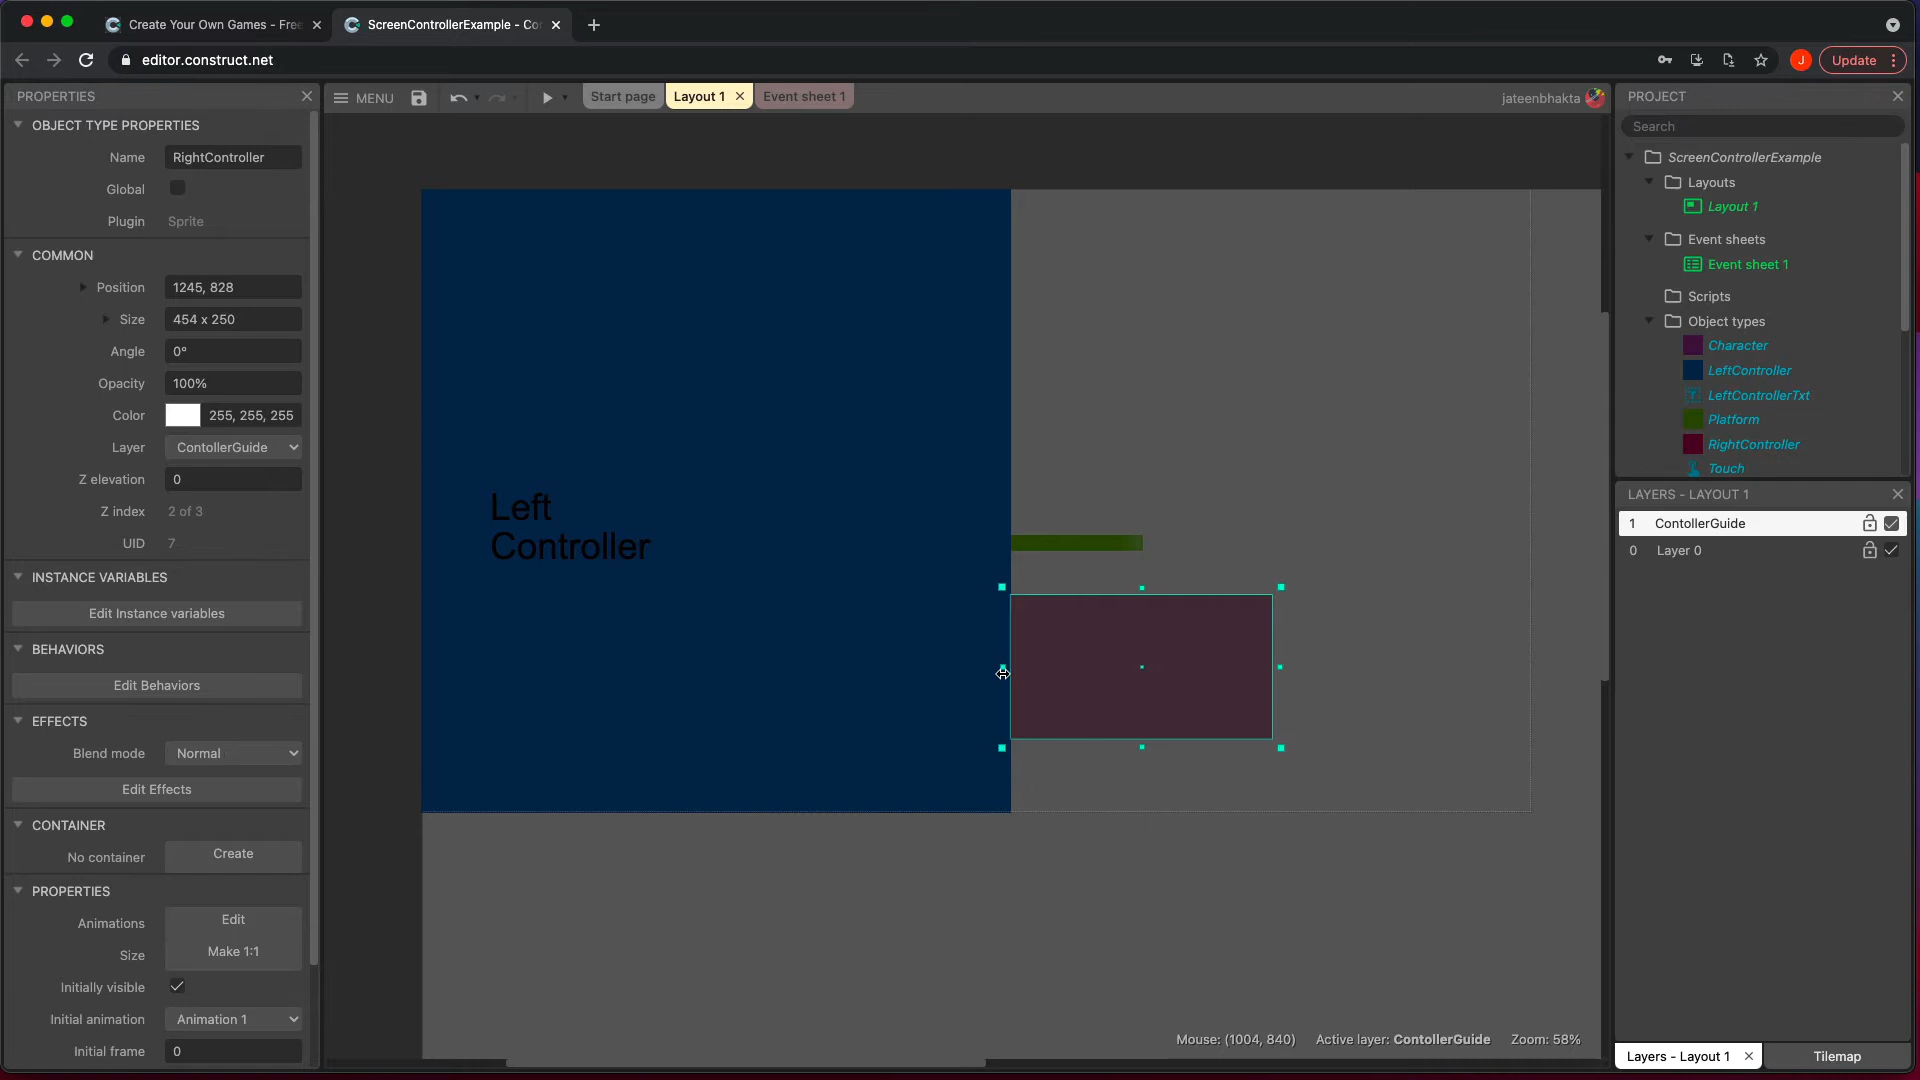 Create Your Own Games - Free
ScreenControllerExample - Co
editor.construct.net
J
Update
PROPERTIES
OBJECT TYPE PROPERTIES
Name RightController
Global
Plugin Sprite
COMMON
Position 1245, 828
Size 454 x 250
Angle 0°
Opacity 100%
Color 255, 255, 255
Layer ContollerGuide
Z elevation 0
Z index 2 of 3
UID 7
INSTANCE VARIABLES
Edit Instance variables
BEHAVIORS
Edit Behaviors
EFFECTS
Blend mode Normal
Edit Effects
CONTAINER
No container Create
PROPERTIES
Animations Edit
Size Make 1:1
Initially visible
Initial animation Animation 1
Initial frame 0
MENU
Start page
Layout 1
Event sheet 1
jateenbhakta
Left
Controller
Mouse: (1004, 840) Active layer: ContollerGuide Zoom: 58%
PROJECT
Search
ScreenControllerExample
Layouts
Layout 1
Event sheets
Event sheet 1
Scripts
Object types
Character
LeftController
LeftControllerTxt
Platform
RightController
Touch
LAYERS - LAYOUT 1
1 ContollerGuide
0 Layer 0
Layers - Layout 1
Tilemap